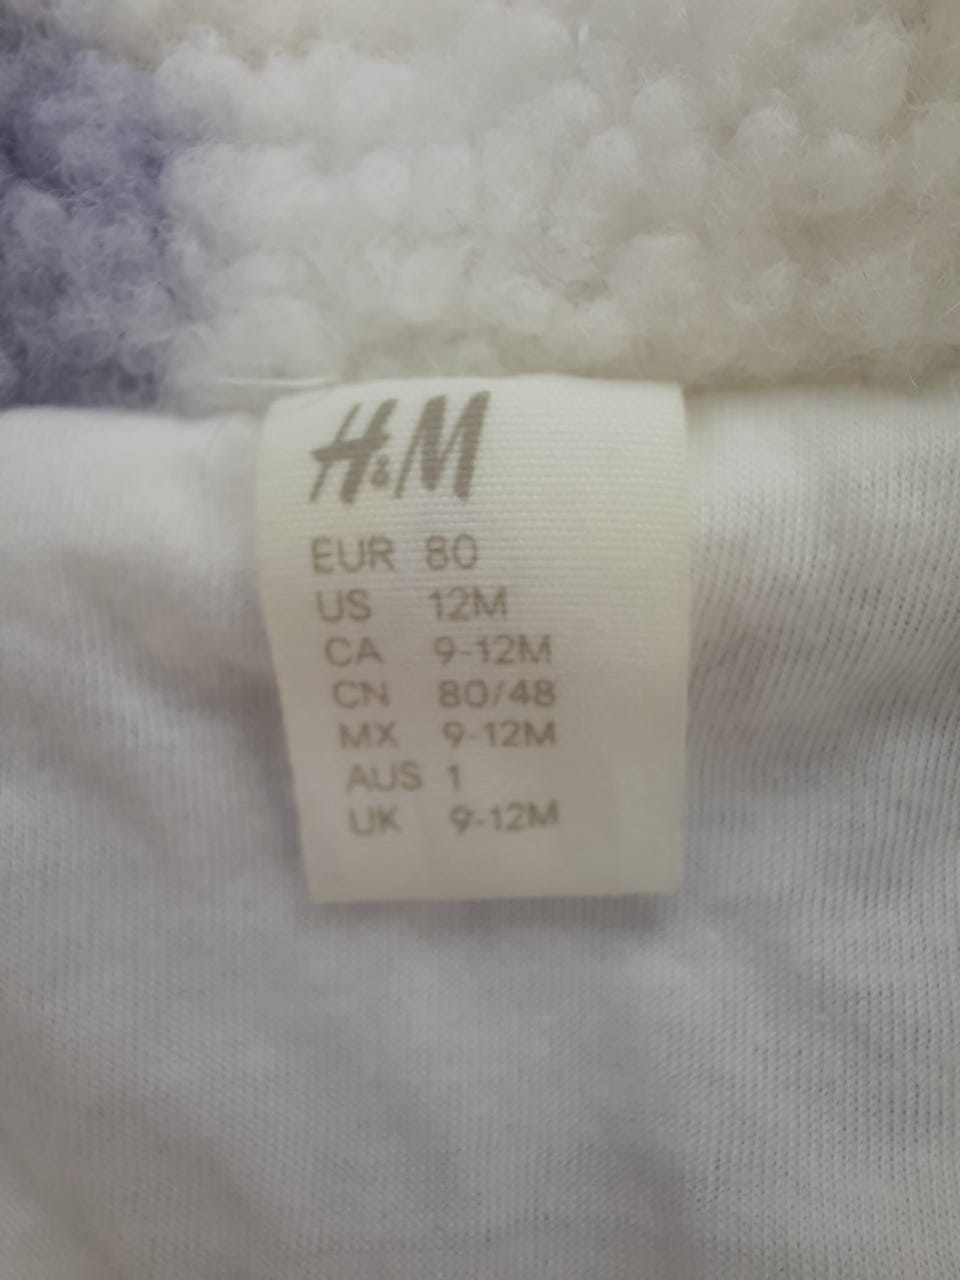 H&M
EUR 80
US 12M
CA 9-12M
CN 80/48
MX 9-12M
AUS 1
UK 9-12M